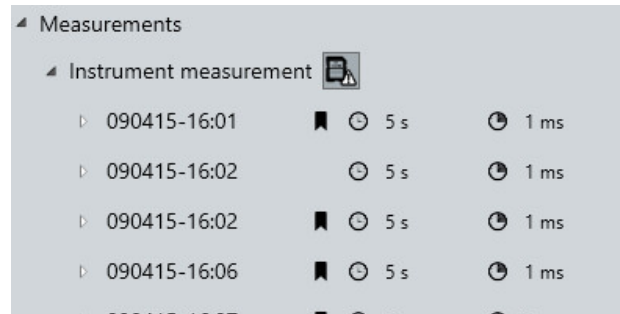 Measurements
Instrument measurement
090415-16:01 5 s 1 ms
090415-16:02 5 s 1 ms
090415-16:02 5 s 1 ms
090415-16:06 5 s 1 ms